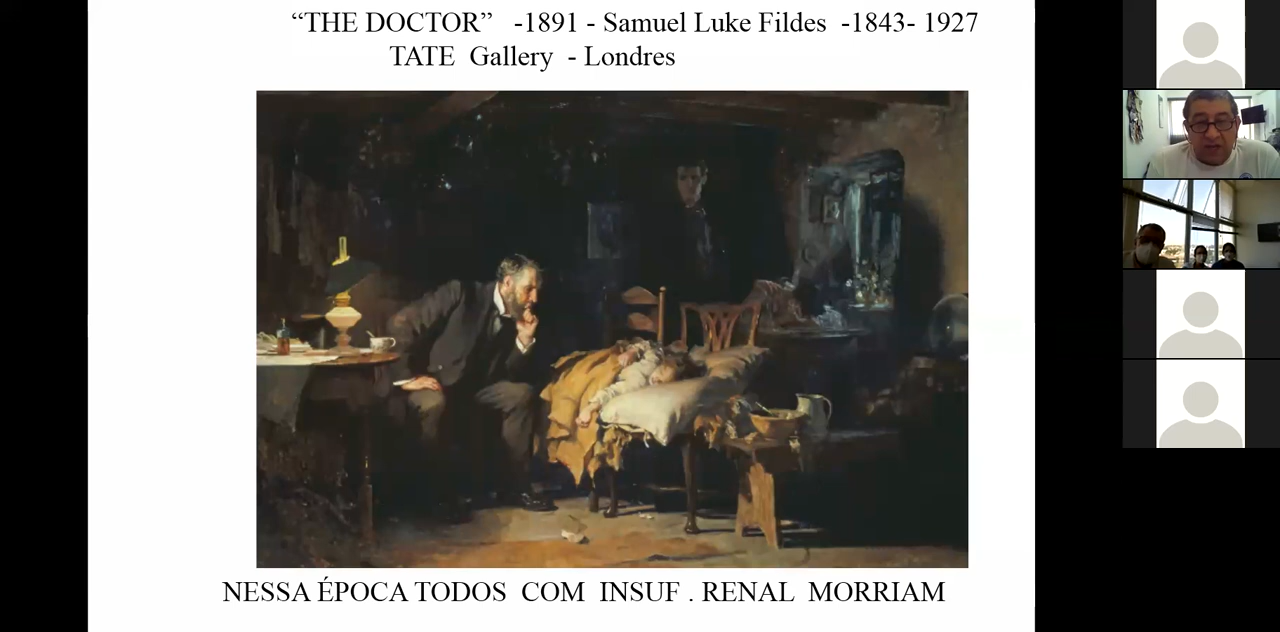 “THE DOCTOR” -1891 - Samuel Luke Fildes -1843- 1927
TATE Gallery - Londres
NESSA ÉPOCA TODOS COM INSUF . RENAL MORRIAM